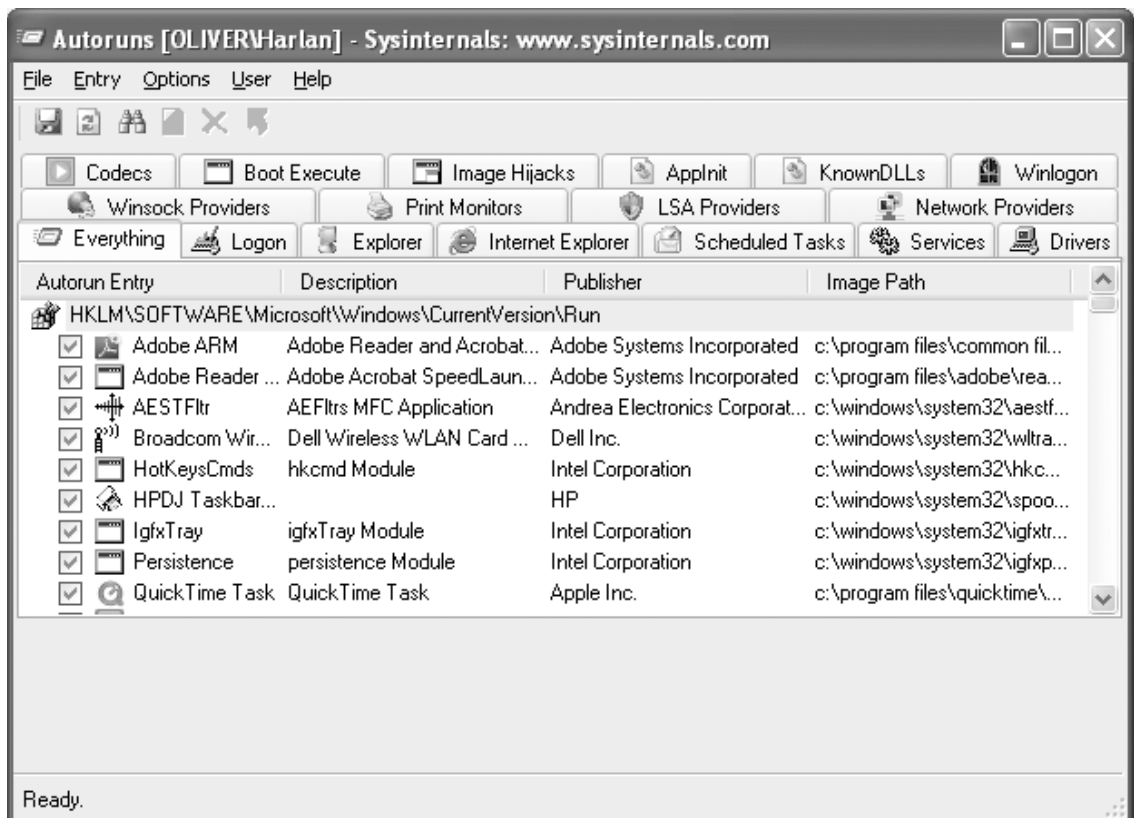 Autoruns [OLIVER\Harlan] - Sysinternals: www.sysinternals.com
File Entry Options User Help
Codecs Boot Execute Image Hijacks AppInit KnownDLLs Winlogon
Winsock Providers Print Monitors LSA Providers Network Providers
Everything Logon Explorer Internet Explorer Scheduled Tasks Services Drivers
Autorun Entry Description Publisher Image Path
HKLM\SOFTWARE\Microsoft\Windows\CurrentVersion\Run
Adobe ARM Adobe Reader and Acrobat... Adobe Systems Incorporated c:\program files\common fil...
Adobe Reader ... Adobe Acrobat SpeedLaun... Adobe Systems Incorporated c:\program files\adobe\rea...
AESTFltr AEFltrs MFC Application Andrea Electronics Corporat... c:\windows\system32\aestf...
Broadcom Wir... Dell Wireless WLAN Card ... Dell Inc. c:\windows\system32\wltra...
HotKeysCmds hkcmd Module Intel Corporation c:\windows\system32\hkc...
HPDJ Taskbar... HP c:\windows\system32\spoo...
IgfxTray igfxTray Module Intel Corporation c:\windows\system32\igfxtr...
Persistence persistence Module Intel Corporation c:\windows\system32\igfxp...
QuickTime Task QuickTime Task Apple Inc. c:\program files\quicktime\...
Ready.